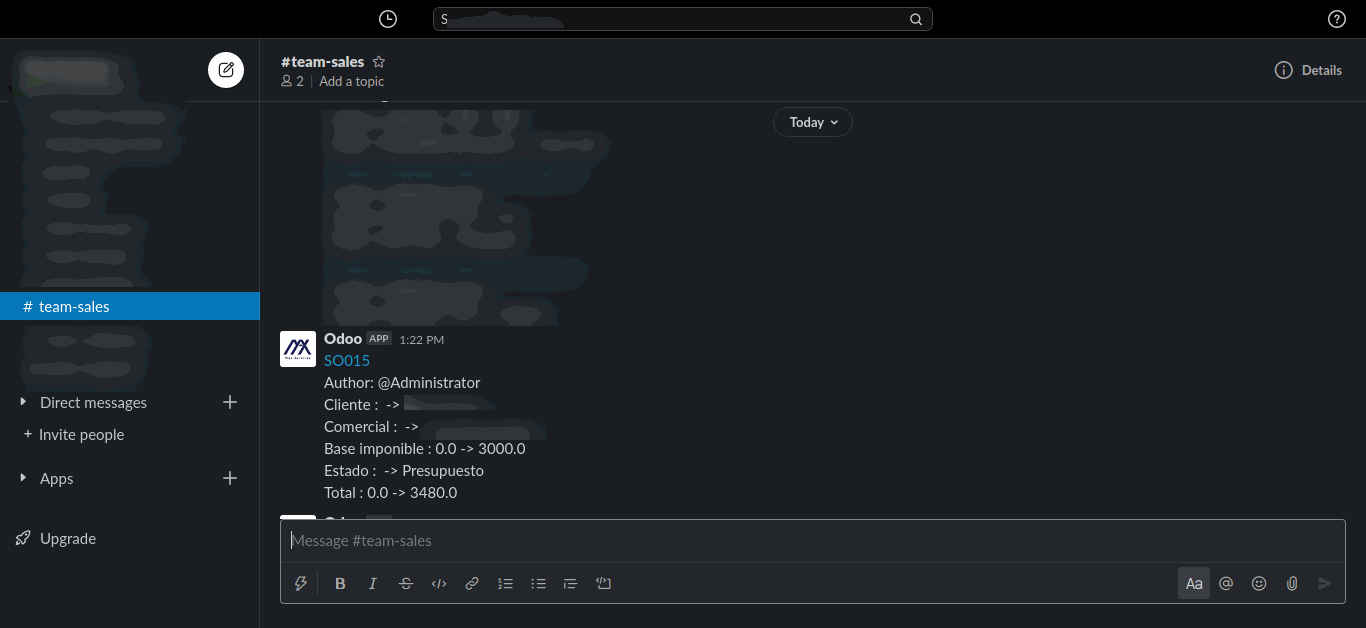 S
#team-sales
2 | Add a topic
Details
Today
# team-sales
Direct messages
+ Invite people
Apps
Upgrade
Odoo APP 1:22 PM
SO015
Author: @Administrator
Cliente : ->
Comercial : ->
Base imponible : 0.0 -> 3000.0
Estado : -> Presupuesto
Total : 0.0 -> 3480.0
Message #team-sales
B I S </>
Aa @